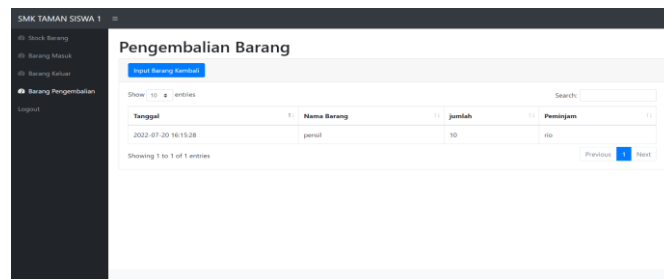 SMK TAMAN SISWA 1
Stock Barang
Barang Masuk
Barang Keluar
Barang Pengembalian
Logout
Pengembalian Barang
Input Barang Kembali
Show 10 entries
Search:
Tanggal Nama Barang jumlah Peminjam
2022-07-20 16:15:28 pensil 10 rio
Showing 1 to 1 of 1 entries
Previous 1 Next